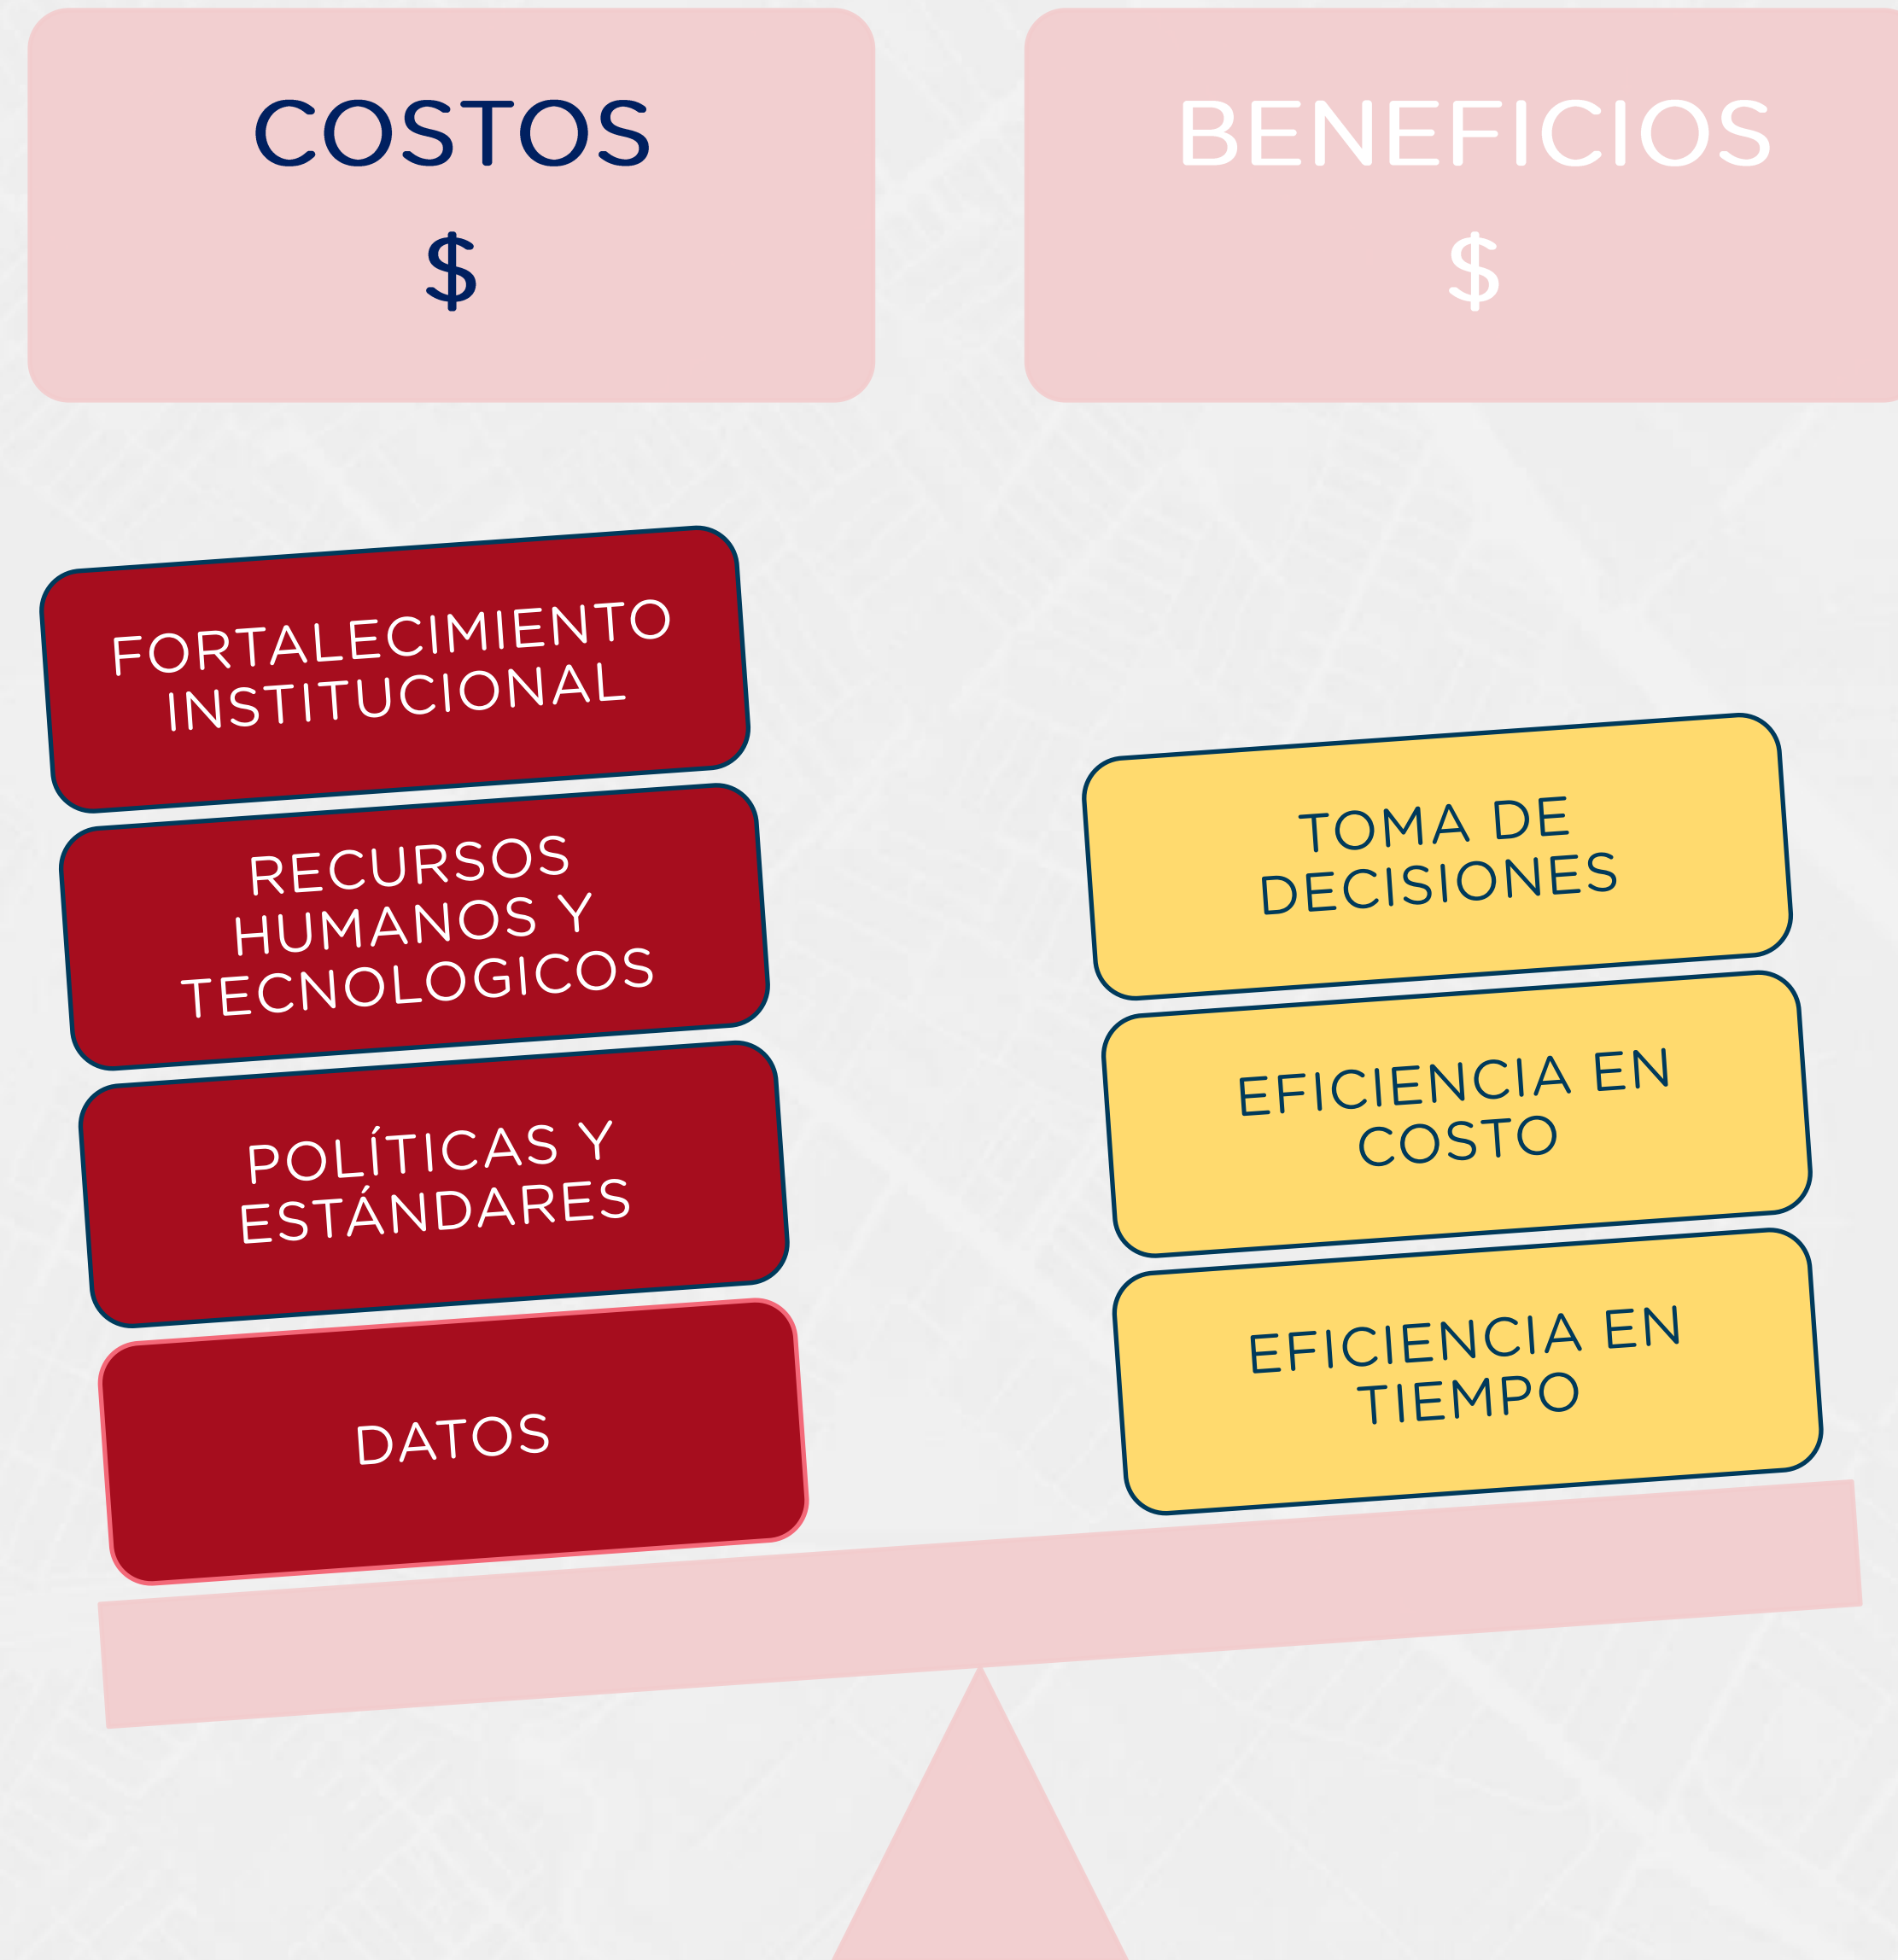 COSTOS
$
BENEFICIOS
$
FORTALECIMIENTO
INSTITUCIONAL
RECURSOS
HUMANOS Y
TECNOLOGICOS
POLÍTICAS Y
ESTÁNDARES
DATOS
TOMA DE
DECISIONES
EFICIENCIA EN
COSTO
EFICIENCIA EN
TIEMPO